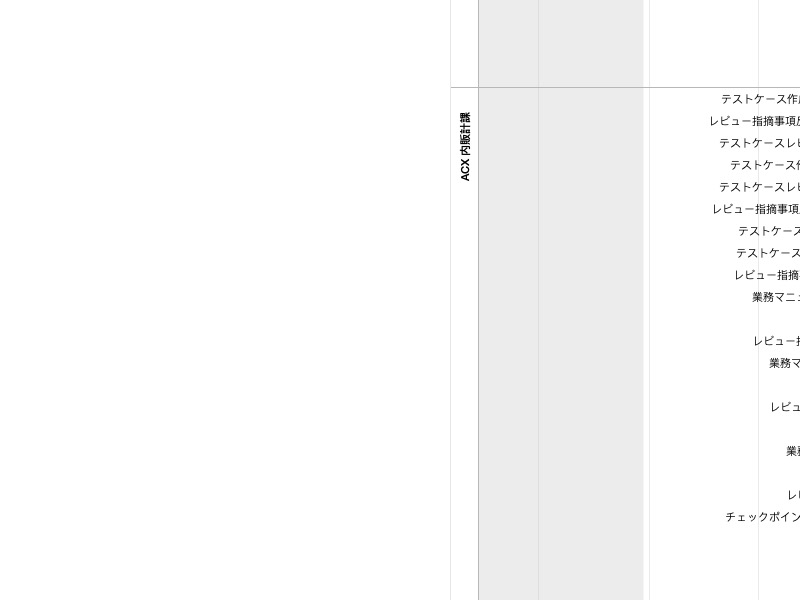 ACX 内販計課
テストケース作
レビュー指摘事項
テストケースレ
テストケース
テストケースレ
レビュー指摘事項
テストケース
テストケース
レビュー指摘
業務マニ
レビュー
業務マ
レビュ
業務
レ
チェックポイン